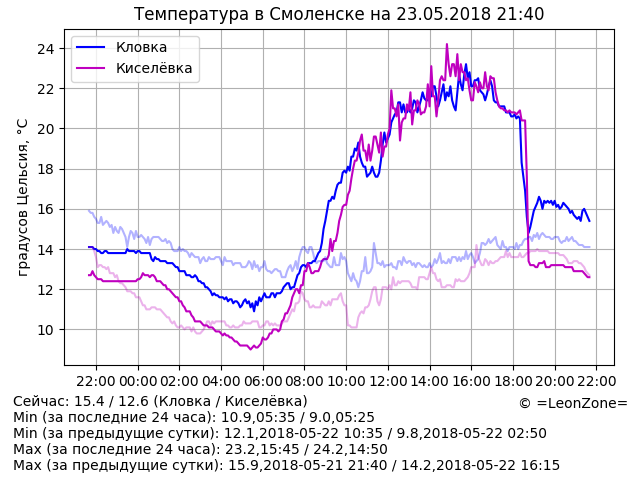 Температура в Смоленске на 23.05.2018 21:40
Кловка
Киселёвка
градусов Цельсия, °C
24
22
20
18
16
14
12
10
22:00 00:00 02:00 04:00 06:00 08:00 10:00 12:00 14:00 16:00 18:00 20:00 22:00
Сейчас: 15.4 / 12.6 (Кловка / Киселёвка)
© =LeonZone=
Min (за последние 24 часа): 10.9,05:35 / 9.0,05:25
Min (за предыдущие сутки): 12.1,2018-05-22 10:35 / 9.8,2018-05-22 02:50
Max (за последние 24 часа): 23.2,15:45 / 24.2,14:50
Max (за предыдущие сутки): 15.9,2018-05-21 21:40 / 14.2,2018-05-22 16:15